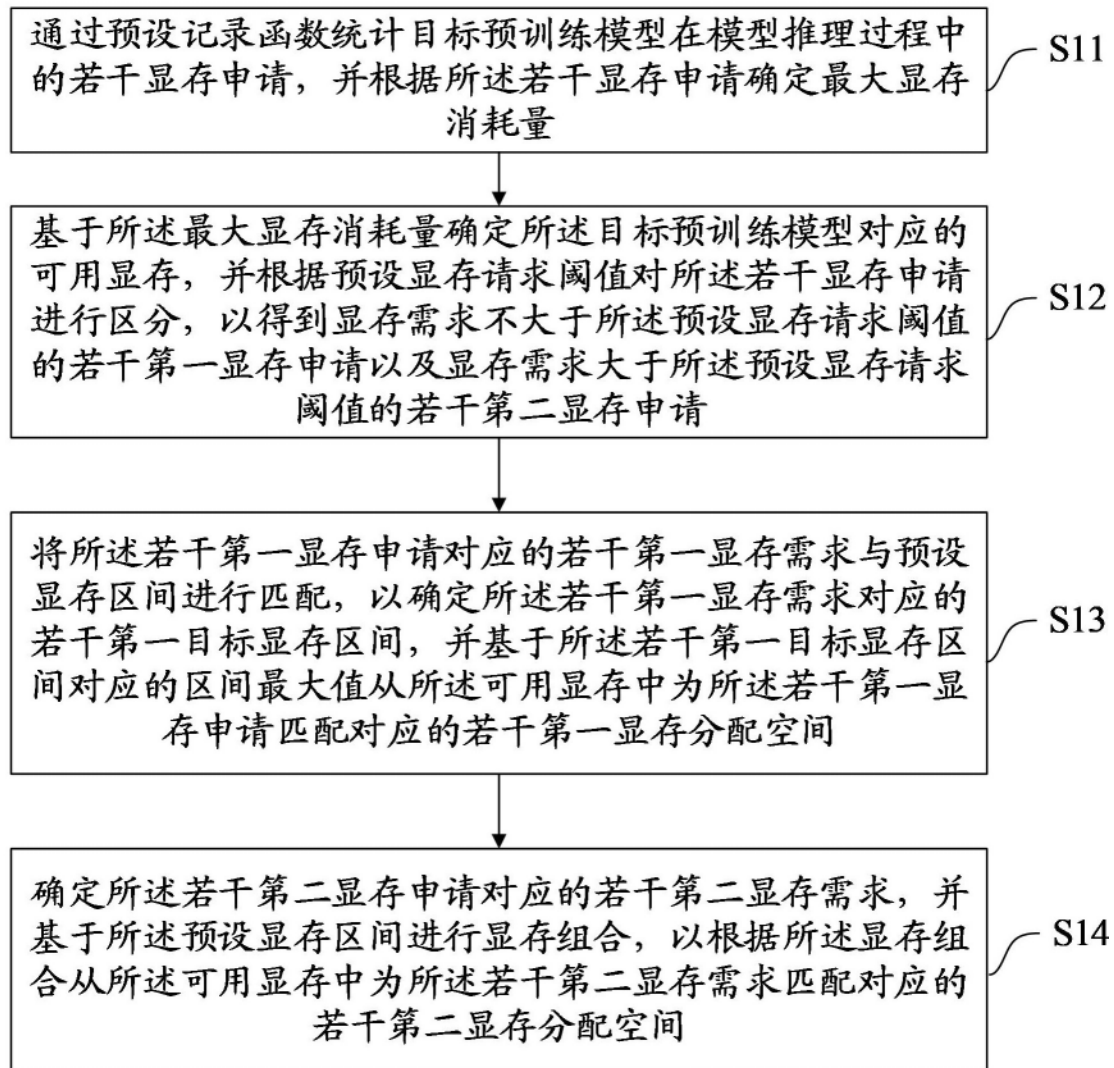 通过预设记录函数统计目标预训练模型在模型推理过程中
的若干显存申请，并根据所述若干显存申请确定最大显存
消耗量
S11
基于所述最大显存消耗量确定所述目标预训练模型对应的
可用显存，并根据预设显存请求阈值对所述若干显存申请
进行区分，以得到显存需求不大于所述预设显存请求阈值
的若干第一显存申请以及显存需求大于所述预设显存请求
阈值的若干第二显存申请
S12
将所述若干第一显存申请对应的若干第一显存需求与预设
显存区间进行匹配，以确定所述若干第一显存需求对应的
若干第一目标显存区间，并基于所述若干第一目标显存区
间对应的区间最大值从所述可用显存中为所述若干第一显
存申请匹配对应的若干第一显存分配空间
S13
确定所述若干第二显存申请对应的若干第二显存需求，并
基于所述预设显存区间进行显存组合，以根据所述显存组
合从所述可用显存中为所述若干第二显存需求匹配对应的
若干第二显存分配空间
S14